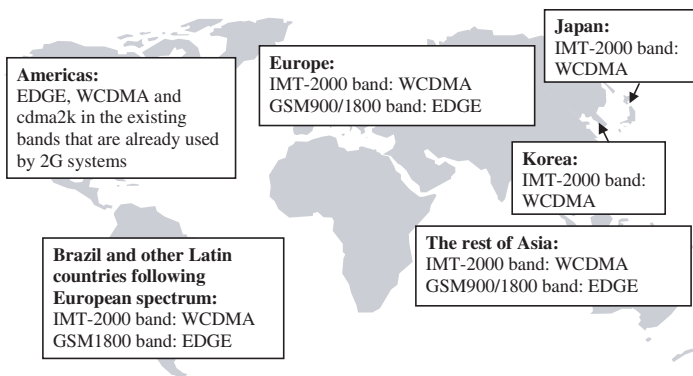 Americas:
EDGE, WCDMA and
cdma2k in the existing
bands that are already used
by 2G systems
Europe:
IMT-2000 band: WCDMA
GSM900/1800 band: EDGE
Japan:
IMT-2000 band:
WCDMA
Korea:
IMT-2000 band:
WCDMA
Brazil and other Latin
countries following
European spectrum:
IMT-2000 band: WCDMA
GSM1800 band: EDGE
The rest of Asia:
IMT-2000 band: WCDMA
GSM900/1800 band: EDGE